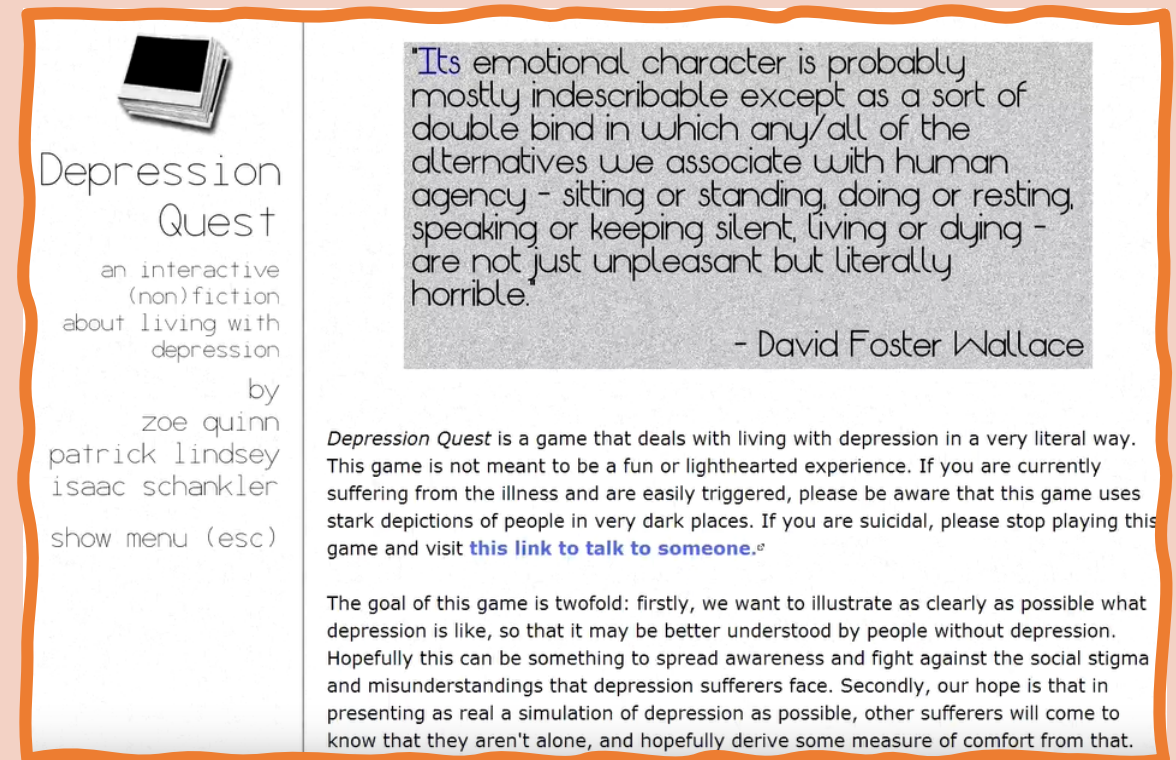 Depression
Quest
an interactive
(non)fiction
about living with
depression
by
zoe quinn
patrick lindsey
isaac schankler
show menu (esc)
"Its emotional character is probably
mostly indescribable except as a sort of
double bind in which any/all of the
alternatives we associate with human
agency - sitting or standing, doing or resting,
speaking or keeping silent, living or dying -
are not just unpleasant but literally
horrible."
- David Foster Wallace
Depression Quest is a game that deals with living with depression in a very literal way.
This game is not meant to be a fun or lighthearted experience. If you are currently
suffering from the illness and are easily triggered, please be aware that this game uses
stark depictions of people in very dark places. If you are suicidal, please stop playing this
game and visit this link to talk to someone.
The goal of this game is twofold: firstly, we want to illustrate as clearly as possible what
depression is like, so that it may be better understood by people without depression.
Hopefully this can be something to spread awareness and fight against the social stigma
and misunderstandings that depression sufferers face. Secondly, our hope is that in
presenting as real a simulation of depression as possible, other sufferers will come to
know that they aren't alone, and hopefully derive some measure of comfort from that.